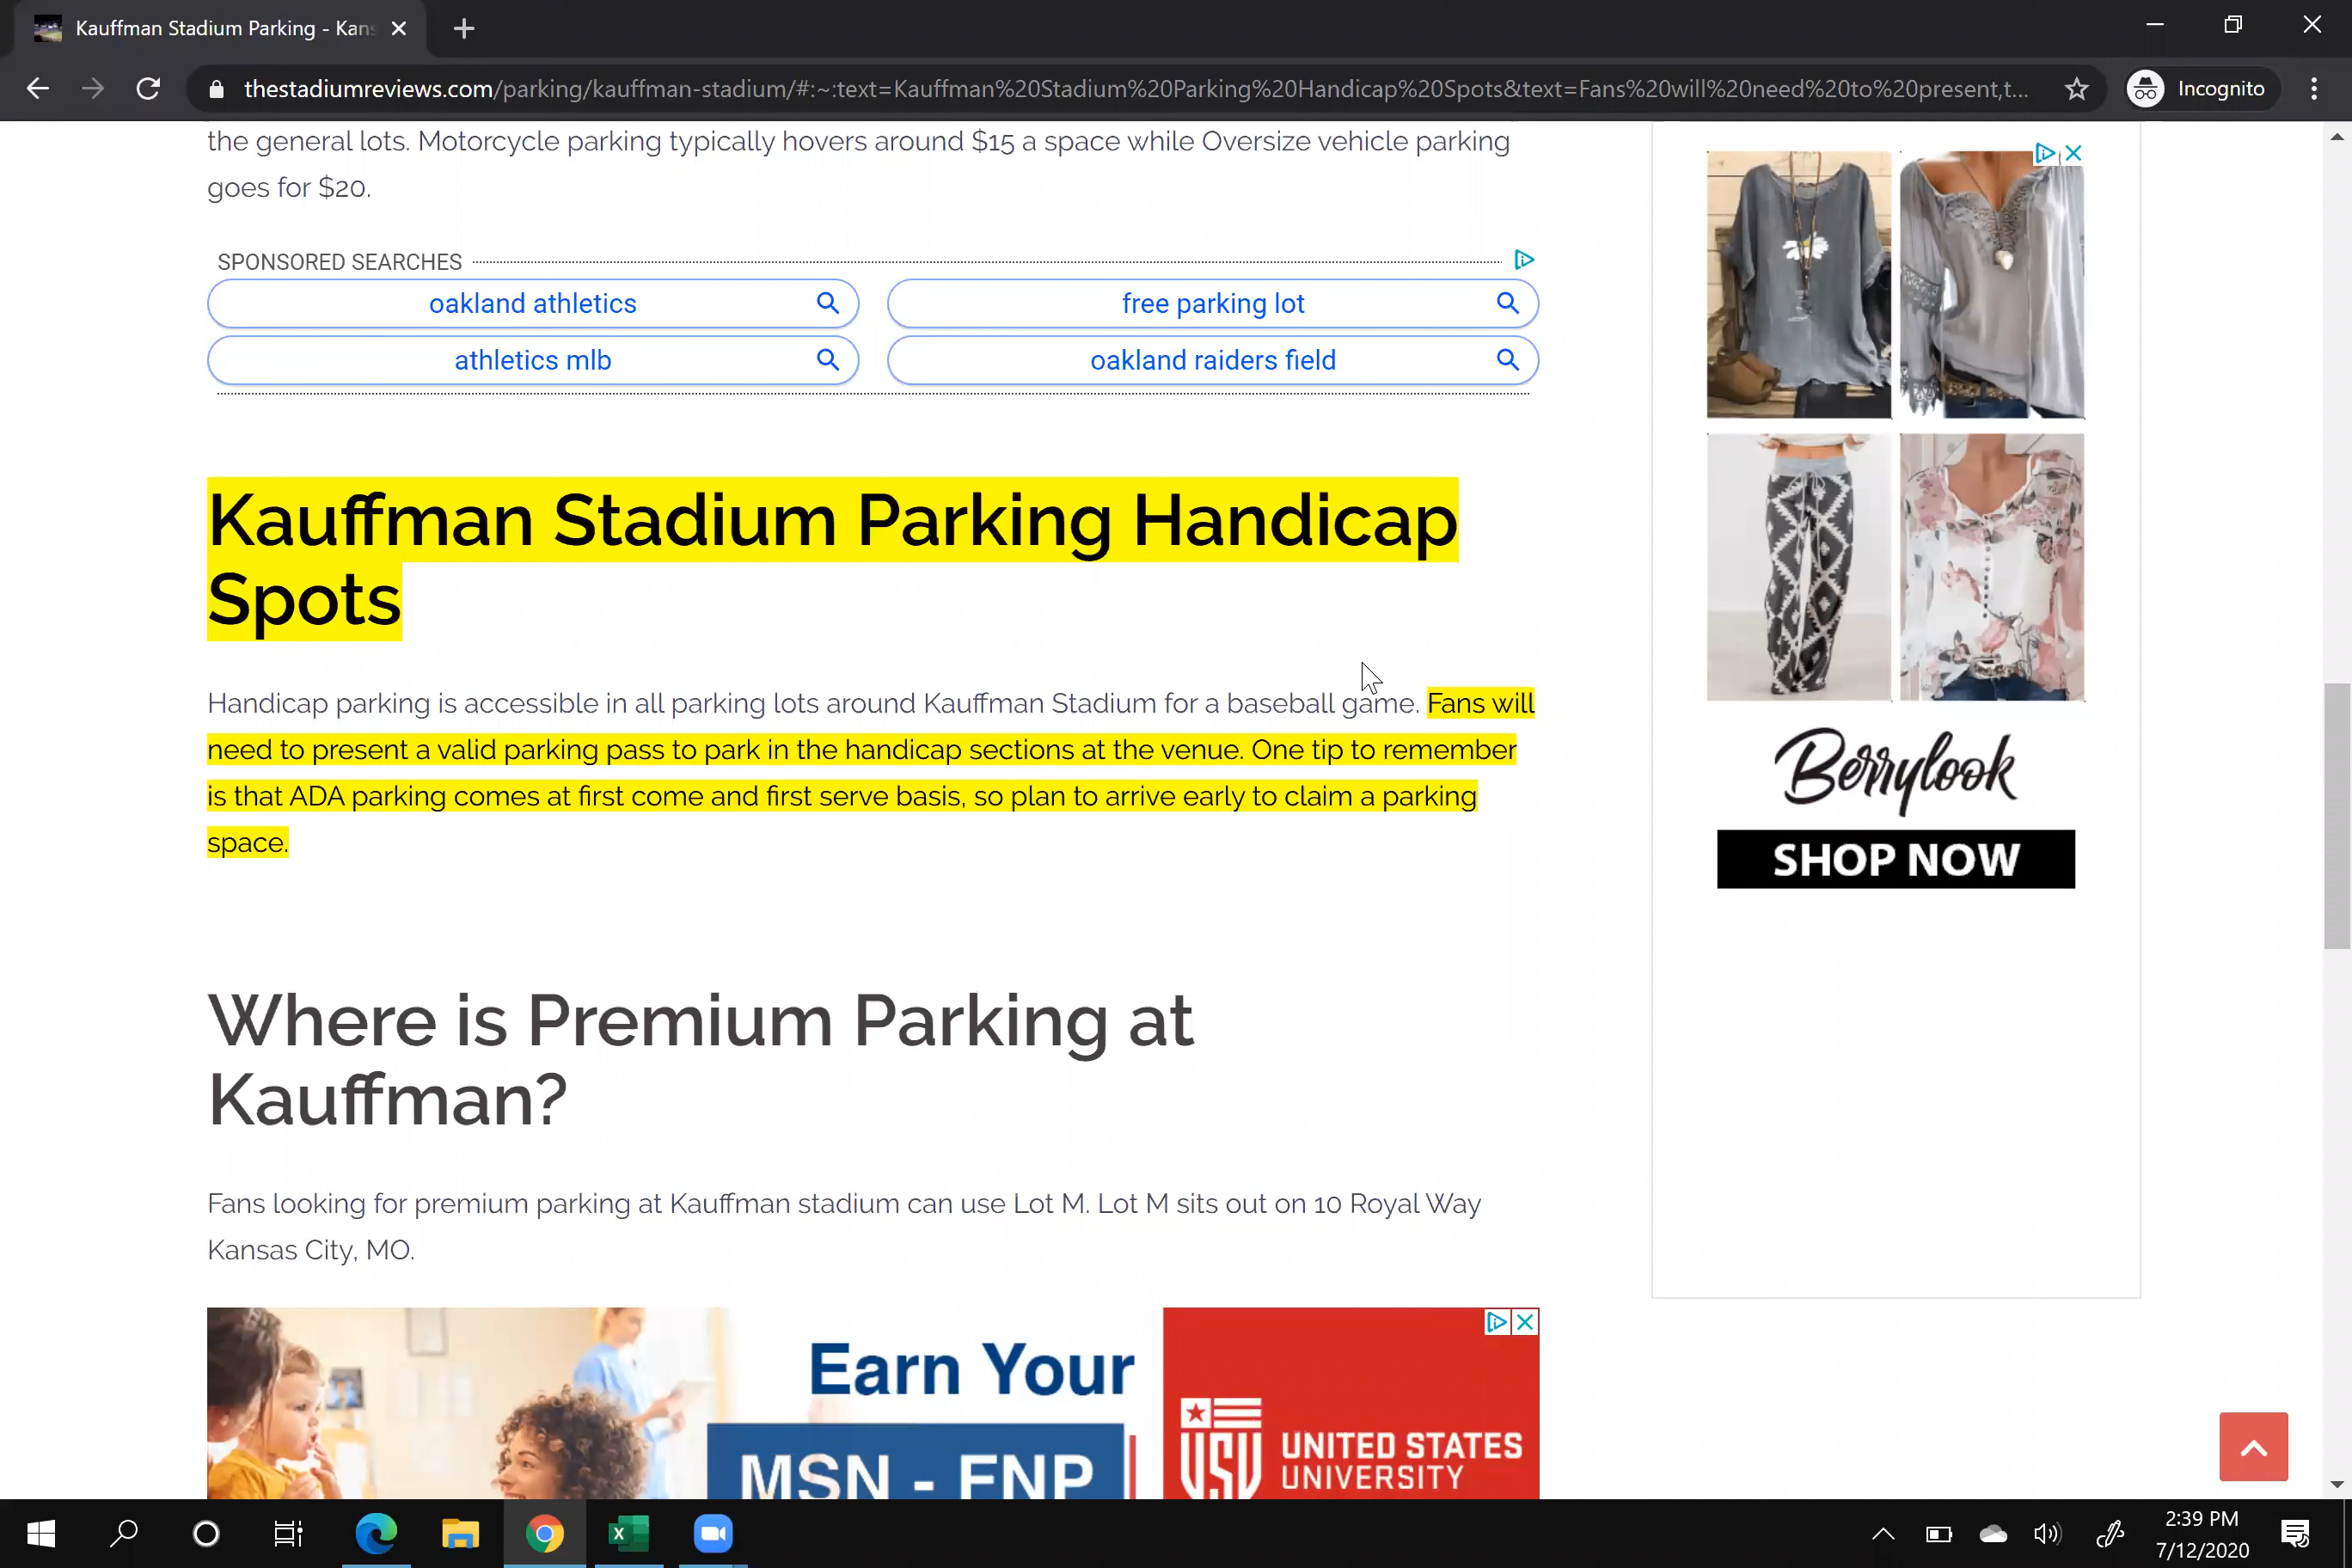 Kauffman Stadium Parking - Kans
thestadiumreviews.com/parking/kauffman-stadium/#:~:text=Kauffman%20Stadium%20Parking%20Handicap%20Spots&text=Fans%20will%20need%20to%20present,t...
Incognito
the general lots. Motorcycle parking typically hovers around $15 a space while Oversize vehicle parking
goes for $20.
SPONSORED SEARCHES
oakland athletics
free parking lot
athletics mlb
oakland raiders field
Kauffman Stadium Parking Handicap
Spots
Handicap parking is accessible in all parking lots around Kauffman Stadium for a baseball game. Fans will
need to present a valid parking pass to park in the handicap sections at the venue. One tip to remember
is that ADA parking comes at first come and first serve basis, so plan to arrive early to claim a parking
space.
Where is Premium Parking at
Kauffman?
Fans looking for premium parking at Kauffman stadium can use Lot M. Lot M sits out on 10 Royal Way
Kansas City, MO.
Berrylook
SHOP NOW
Earn Your
MSN - FNP
USU
UNITED STATES
UNIVERSITY
2:39 PM
7/12/2020